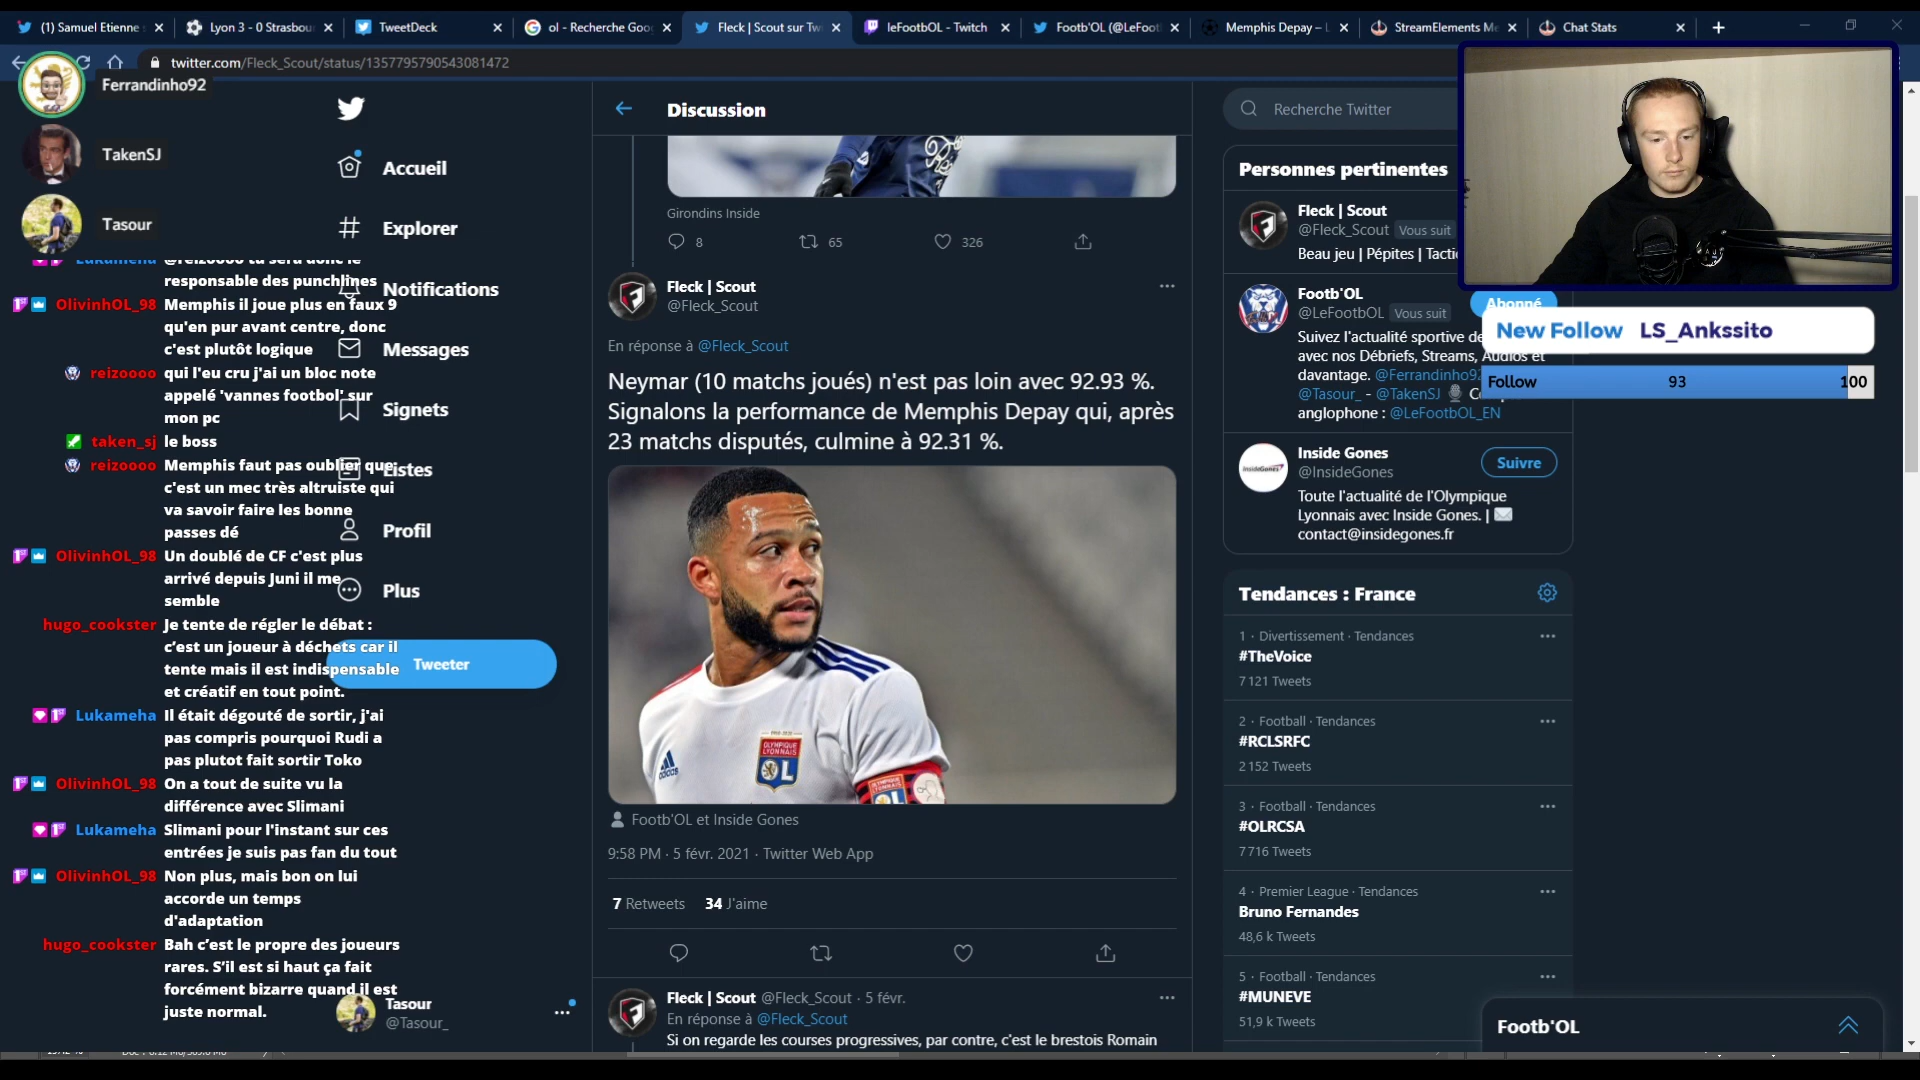 (1) Samuel Etienne
Lyon 3 - 0 Strasbou
TweetDeck
ol - Recherche Goo
Fleck | Scout sur Tw
leFootbOL - Twitch
Footb'OL (@LeFootb
Memphis Depay – L
StreamElements
Chat Stats
twitter.com/Fleck_Scout/status/1357795790543081472
Ferrandinho92
TakenSJ
Tasour
Lukameha @reizoooo tu sera donc le
responsable des punchlines
OlivinhOL_98 Memphis il joue plus en faux 9
qu'en pur avant centre, donc
c'est plutôt logique
reizoooo qui l'eu cru j'ai un bloc note
appelé 'vannes footbol' sur
mon pc
taken_sj le boss
reizoooo Memphis faut pas oublier que
c'est un mec très altruiste qui
va savoir faire les bonne
passes dé
OlivinhOL_98 Un doublé de CF c'est plus
arrivé depuis Juni il me
semble
hugo_cookster Je tente de régler le débat :
c’est un joueur à déchets car il
tente mais il est indispensable
et créatif en tout point.
Lukameha Il était dégouté de sortir, j'ai
pas compris pourquoi Rudi a
pas plutot fait sortir Toko
OlivinhOL_98 On a tout de suite vu la
différence avec Slimani
Lukameha Slimani pour l'instant sur ces
entrées je suis pas fan du tout
OlivinhOL_98 Non plus, mais bon on lui
accorde un temps
d'adaptation
hugo_cookster Bah c’est le propre des joueurs
rares. S’il est si haut ça fait
forcément bizarre quand il est
juste normal.
Accueil
Explorer
Notifications
Messages
Signets
Listes
Profil
Plus
Tweeter
Tasour
@Tasour_
Discussion
Girondins Inside
8 65 326
Fleck | Scout
@Fleck_Scout
En réponse à @Fleck_Scout
Neymar (10 matchs joués) n'est pas loin avec 92.93 %.
Signalons la performance de Memphis Depay qui, après
23 matchs disputés, culmine à 92.31 %.
OLYMPIQUE
LYONNAIS
OL
adidas
Footb'OL et Inside Gones
9:58 PM · 5 févr. 2021 · Twitter Web App
7 Retweets 34 J'aime
Fleck | Scout @Fleck_Scout · 5 févr.
En réponse à @Fleck_Scout
Si on regarde les courses progressives, par contre, c'est le brestois Romain
Recherche Twitter
Personnes pertinentes
Fleck | Scout
@Fleck_Scout Vous suit
Beau jeu | Pépites | Tacti
Footb'OL
@LeFootbOL Vous suit
Abonné
Suivez l'actualité sportive de
avec nos Débriefs, Streams, Audios et
davantage. @Ferrandinho92
@Tasour_ - @TakenSJ
anglophone : @LeFootbOL_EN
Inside Gones
@InsideGones
Suivre
Toute l'actualité de l'Olympique
Lyonnais avec Inside Gones. |
contact@insidegones.fr
Tendances : France
1 · Divertissement · Tendances
#TheVoice
7 121 Tweets
2 · Football · Tendances
#RCLSRFC
2 152 Tweets
3 · Football · Tendances
#OLRCSA
7 716 Tweets
4 · Premier League · Tendances
Bruno Fernandes
48,6 k Tweets
5 · Football · Tendances
#MUNEVE
51,9 k Tweets
New Follow LS_Ankssito
Follow 93 100
Footb'OL